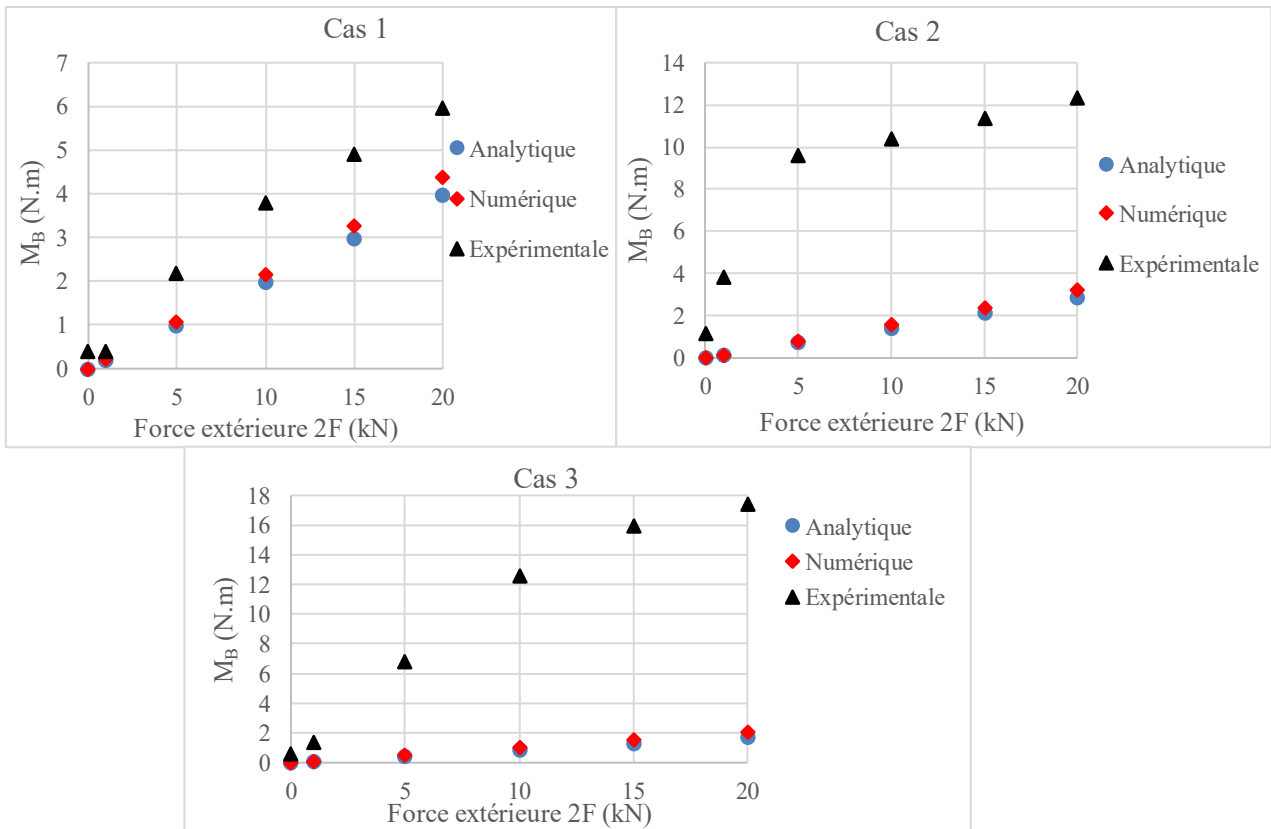 Cas 1
7
6
5
4
3
2
1
0
M_B (N.m)
0 5 10 15 20
Force extérieure 2F (kN)
Analytique
Numérique
Expérimentale
Cas 2
14
12
10
8
6
4
2
0
M_B (N.m)
0 5 10 15 20
Force extérieure 2F (kN)
Analytique
Numérique
Expérimentale
Cas 3
18
16
14
12
10
8
6
4
2
0
M_B (N.m)
0 5 10 15 20
Force extérieure 2F (kN)
Analytique
Numérique
Expérimentale